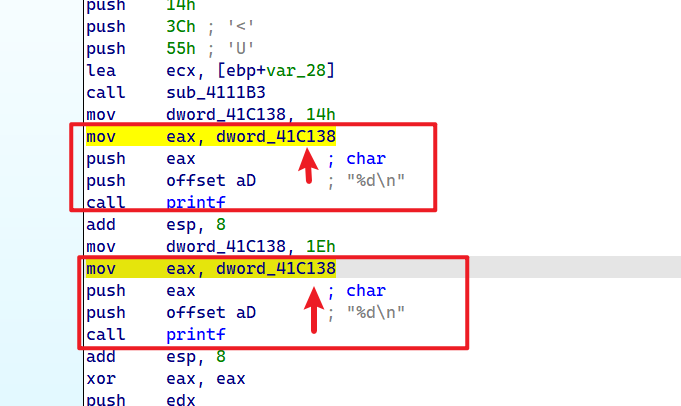 push 14h
push 3Ch ; '<'
push 55h ; 'U'
lea ecx, [ebp+var_28]
call sub_4111B3
mov dword_41C138, 14h
mov eax, dword_41C138
push eax ; char
push offset aD ; "%d\n"
call printf
add esp, 8
mov dword_41C138, 1Eh
mov eax, dword_41C138
push eax ; char
push offset aD ; "%d\n"
call printf
add esp, 8
xor eax, eax
push edx